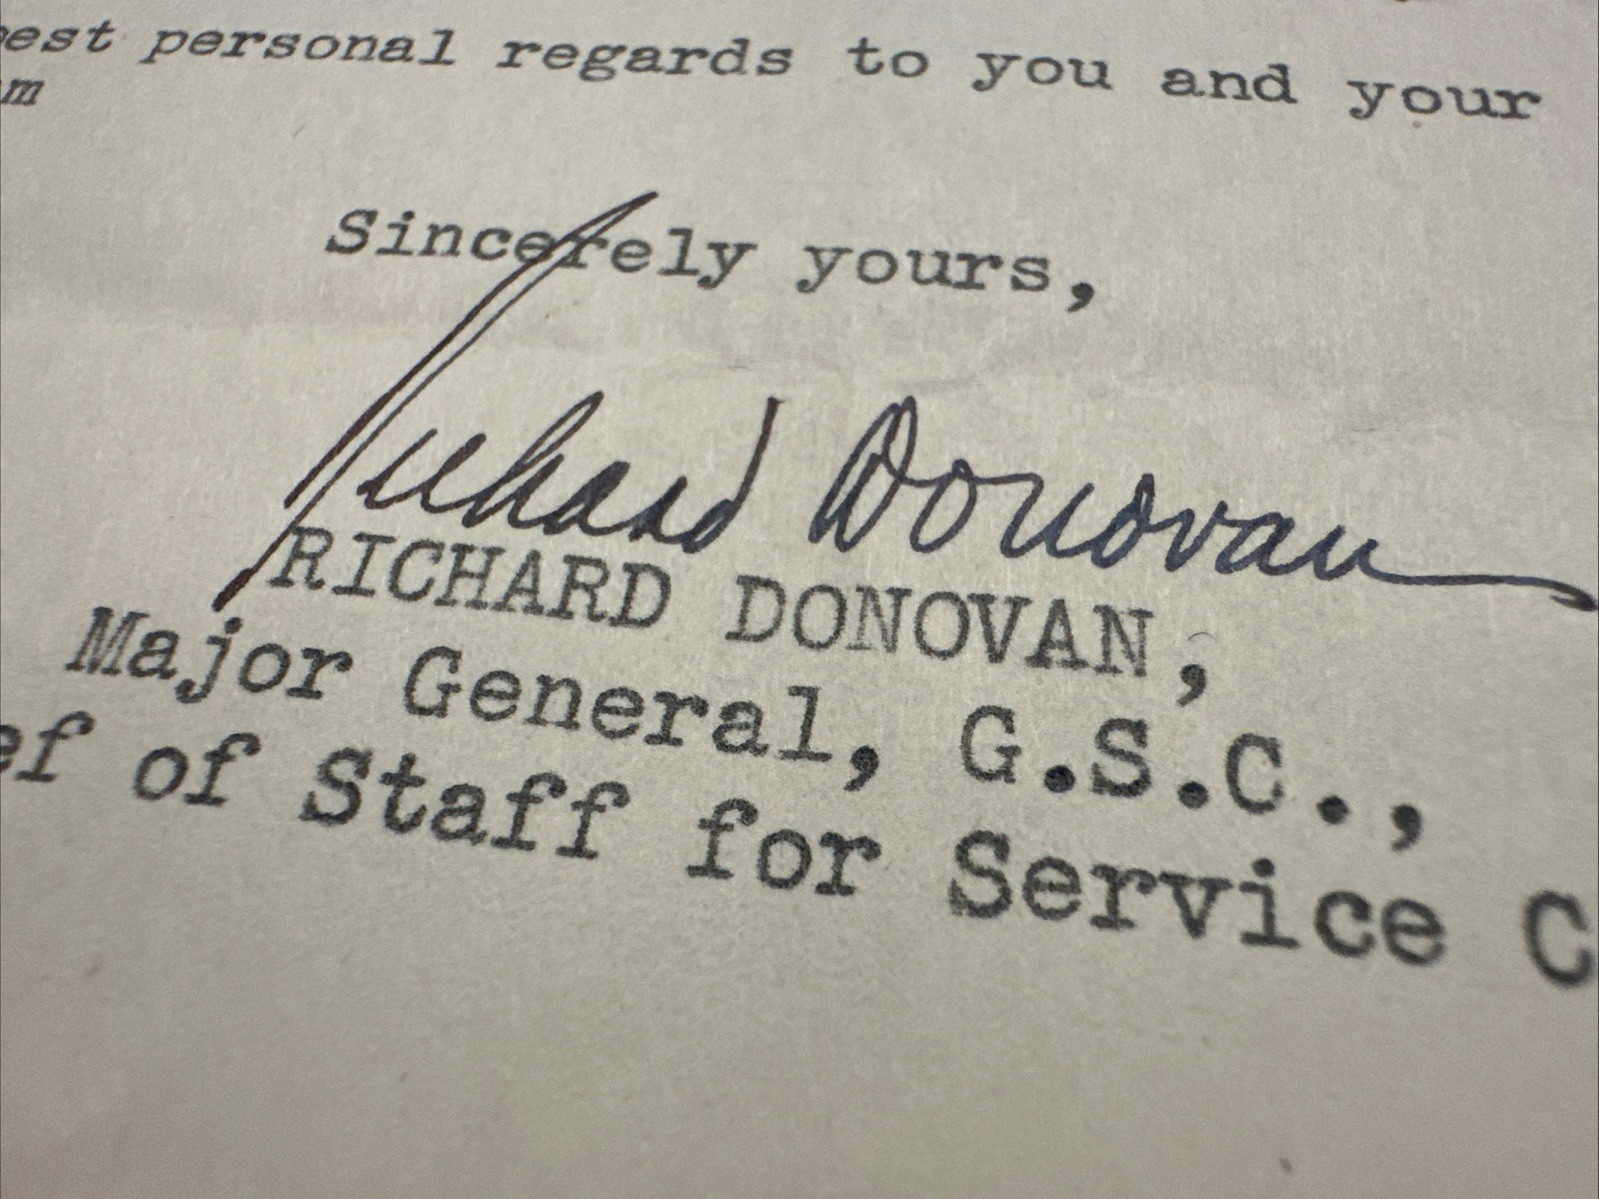 best personal regards to you and your
m
Sincerely yours,
Richard Donovan
RICHARD DONOVAN,
Major General, G.S.C.,
ef of Staff for Service C